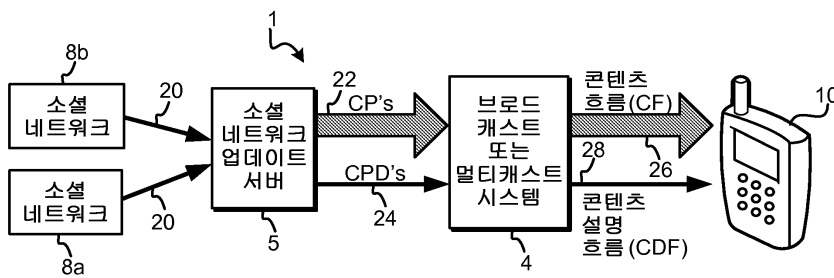 1
8b
소셜
네트워크
20
소셜
네트워크
8a
20
소셜
네트워크
업데이트
서버
5
22
CP's
CPD's
24
브로드
캐스트
또는
멀티캐스트
시스템
4
콘텐츠
흐름(CF)
26
28
콘텐츠
설명
흐름(CDF)
10